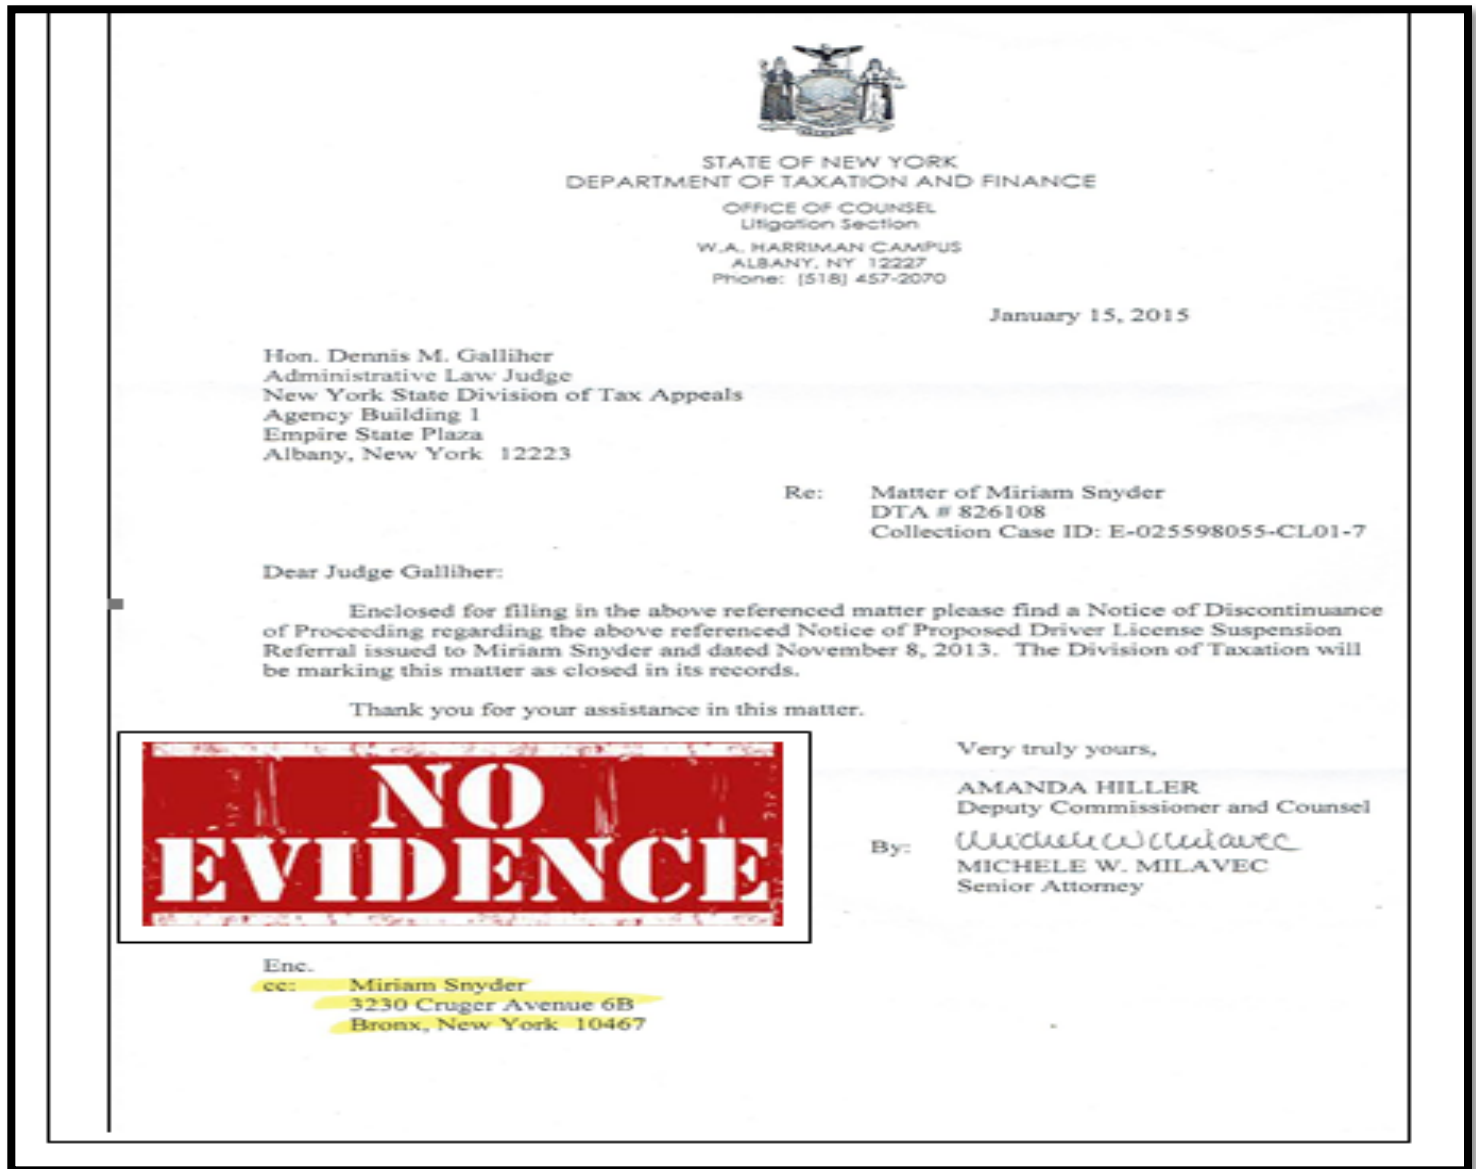 STATE OF NEW YORK
DEPARTMENT OF TAXATION AND FINANCE
OFFICE OF COUNSEL
Litigation Section
W.A. HARRIMAN CAMPUS
ALBANY, NY 12227
Phone: (518) 457-2070
January 15, 2015
Hon. Dennis M. Galliher
Administrative Law Judge
New York State Division of Tax Appeals
Agency Building 1
Empire State Plaza
Albany, New York 12223
Re: Matter of Miriam Snyder
DTA # 826108
Collection Case ID: E-025598055-CL01-7
Dear Judge Galliher:
Enclosed for filing in the above referenced matter please find a Notice of Discontinuance
of Proceeding regarding the above referenced Notice of Proposed Driver License Suspension
Referral issued to Miriam Snyder and dated November 8, 2013. The Division of Taxation will
be marking this matter as closed in its records.
Thank you for your assistance in this matter.
NO
EVIDENCE
Very truly yours,
AMANDA HILLER
Deputy Commissioner and Counsel
By: Michele W Milavec
MICHELE W. MILAVEC
Senior Attorney
Enc.
cc: Miriam Snyder
3230 Cruger Avenue 6B
Bronx, New York 10467